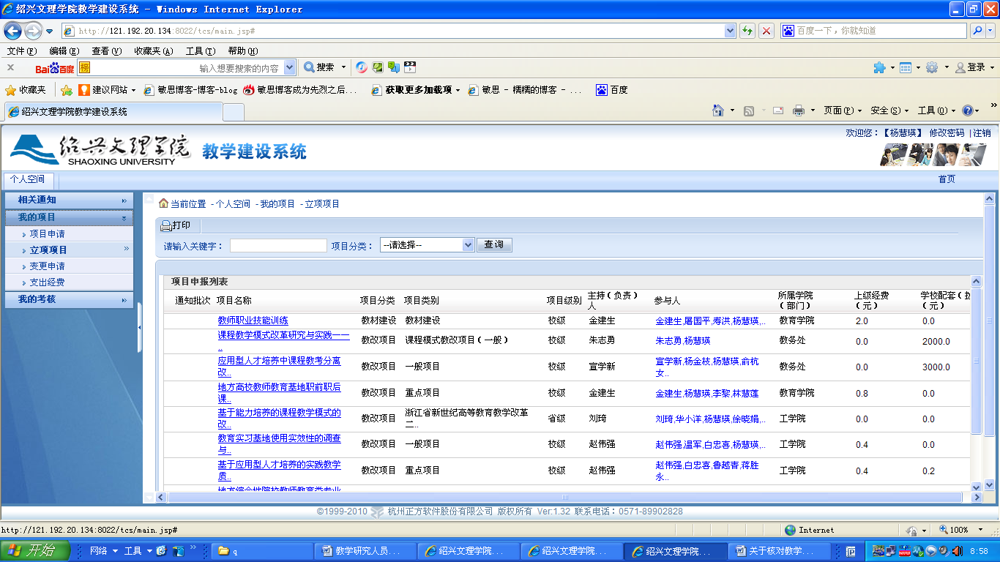 绍兴文理学院教学建设系统 - Windows Internet Explorer
http://121.192.20.134:8022/tcs/main.jsp#
百度一下，你就知道
文件(F) 编辑(E) 查看(V) 收藏夹(A) 工具(T) 帮助(H)
Bai百度 榜 输入想要搜索的内容 搜索 登录
收藏夹 建议网站 敏思博客-博客-blog 敏思博客成为先烈之后... 获取更多加载项 敏思 - 糯糯的博客 - ... 百度
绍兴文理学院教学建设系统 页面(P) 安全(S) 工具(O)
欢迎您：【杨慧瑛】 修改密码 |注销
绍兴文理学院 教学建设系统
SHAOXING UNIVERSITY
个人空间 首页
相关通知
我的项目
项目申请
立项项目
变更申请
支出经费
我的考核
当前位置 -个人空间 -我的项目 -立项项目
打印
请输入关键字： 项目分类： --请选择-- 查询
项目申报列表
通知批次 项目名称 项目分类 项目类别 项目级别 主持（负责）人 参与人 所属学院（部门） 上级经费（元） 学校配套（
（元）
教师职业技能训练 教材建设 教材建设 校级 金建生 金建生,屠国平,寿洪,杨慧瑛,.. 教育学院 2.0 0.0
课程教学模式改革研究与实践一一.. 教改项目 课程模式教改项目（一般） 校级 朱志勇 朱志勇,杨慧瑛 教务处 0.0 2000.0
应用型人才培养中课程教考分离改.. 教改项目 一般项目 校级 宣学新 宣学新,杨金枝,杨慧瑛,俞杭女.. 教务处 0.0 3000.0
地方高校教师教育基地职前职后课.. 教改项目 重点项目 校级 金建生 金建生,杨慧瑛,李黎,林慧莲 教育学院 0.8 0.0
基于能力培养的课程教学模式的改.. 教改项目 浙江省新世纪高等教育教学改革二.. 省级 刘琦 刘琦,华小洋,杨慧瑛,徐晓娟,.. 工学院 0.0 0.0
教育实习基地使用实效性的调查与.. 教改项目 一般项目 校级 赵伟强 赵伟强,温军,白忠喜,杨慧瑛,.. 工学院 0.4 0.0
基于应用型人才培养的实践教学质.. 教改项目 重点项目 校级 赵伟强 赵伟强,白忠喜,鲁越青,蒋胜永.. 工学院 0.4 0.2
地方综合性院校教师教育类专业
©1999-2010 杭州正方软件股份有限公司 版权所有 Ver:1.32 联系电话：0571-89902828
http://121.192.20.134:8022/tcs/main.jsp# Internet 100%
开始 网络 工具 q 教学研究人员... 绍兴文理学院... 绍兴文理学院... 绍兴文理学院... 关于核对教学... 8:58